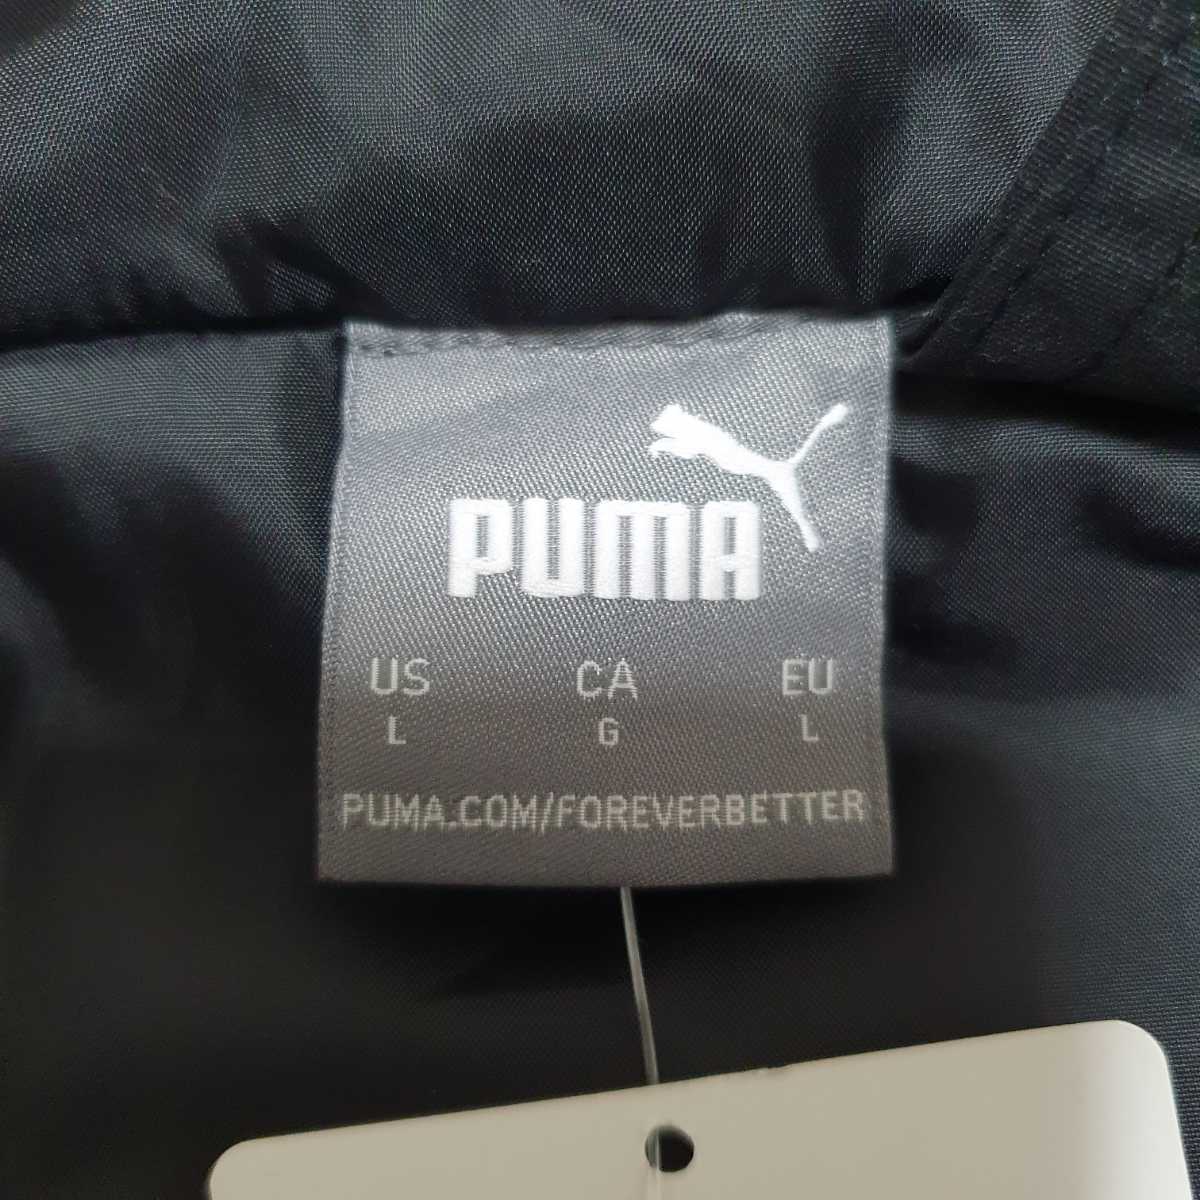 PUMA
US CA EU
L G L
PUMA.COM/FOREVERBETTER